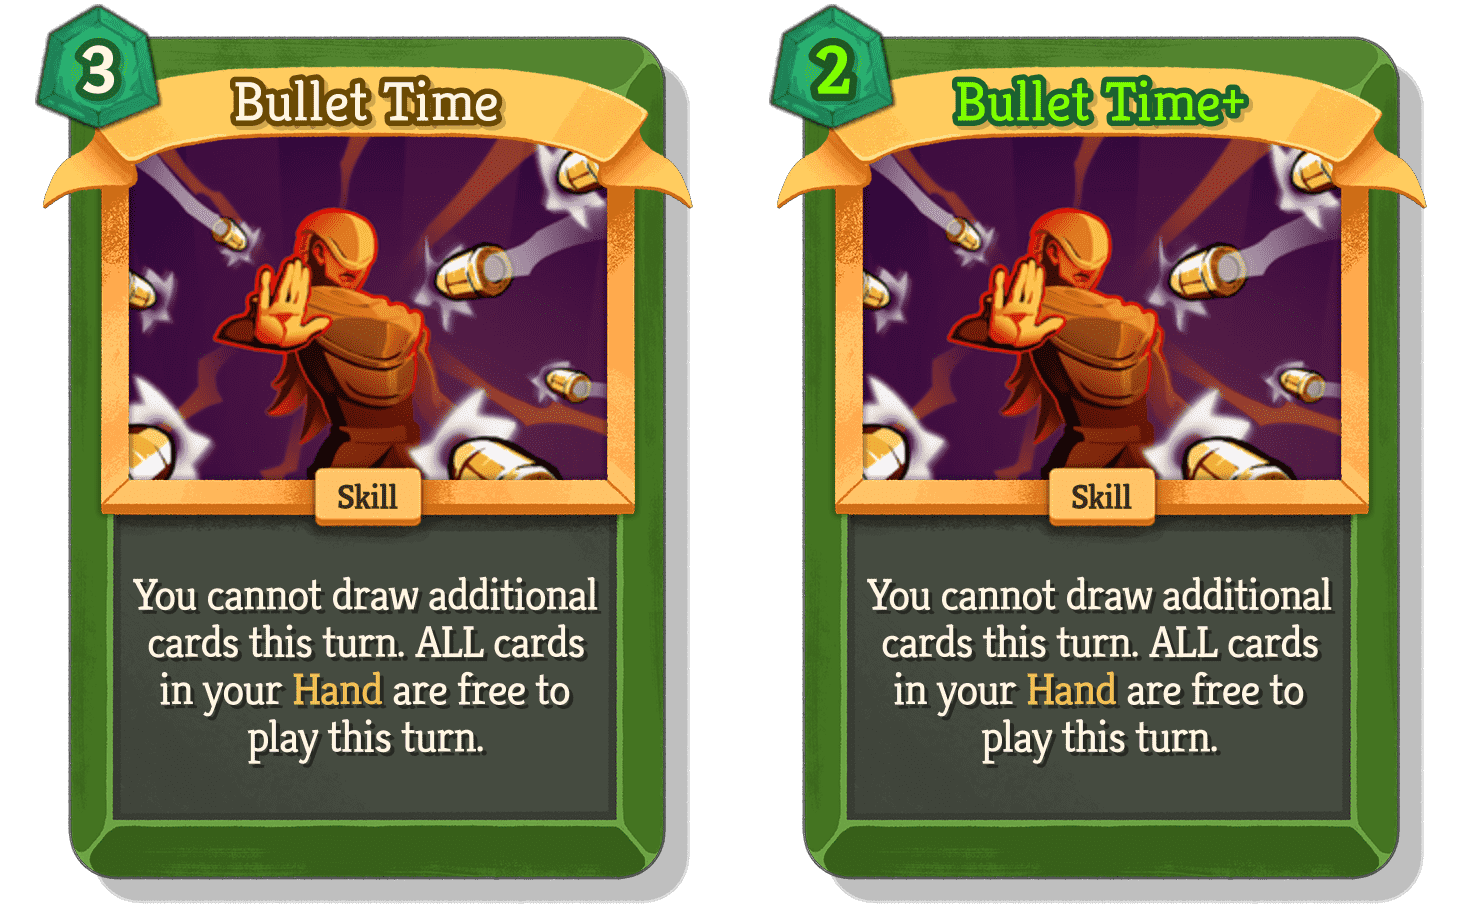 3
Bullet Time
Skill
You cannot draw additional
cards this turn. ALL cards
in your Hand are free to
play this turn.
2
Bullet Time+
Skill
You cannot draw additional
cards this turn. ALL cards
in your Hand are free to
play this turn.